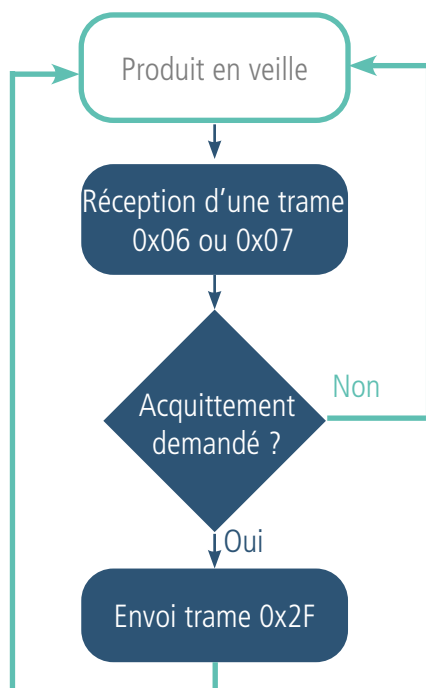 Produit en veille
Réception d'une trame
0x06 ou 0x07
Acquittement
demandé ?
Non
Oui
Envoi trame 0x2F